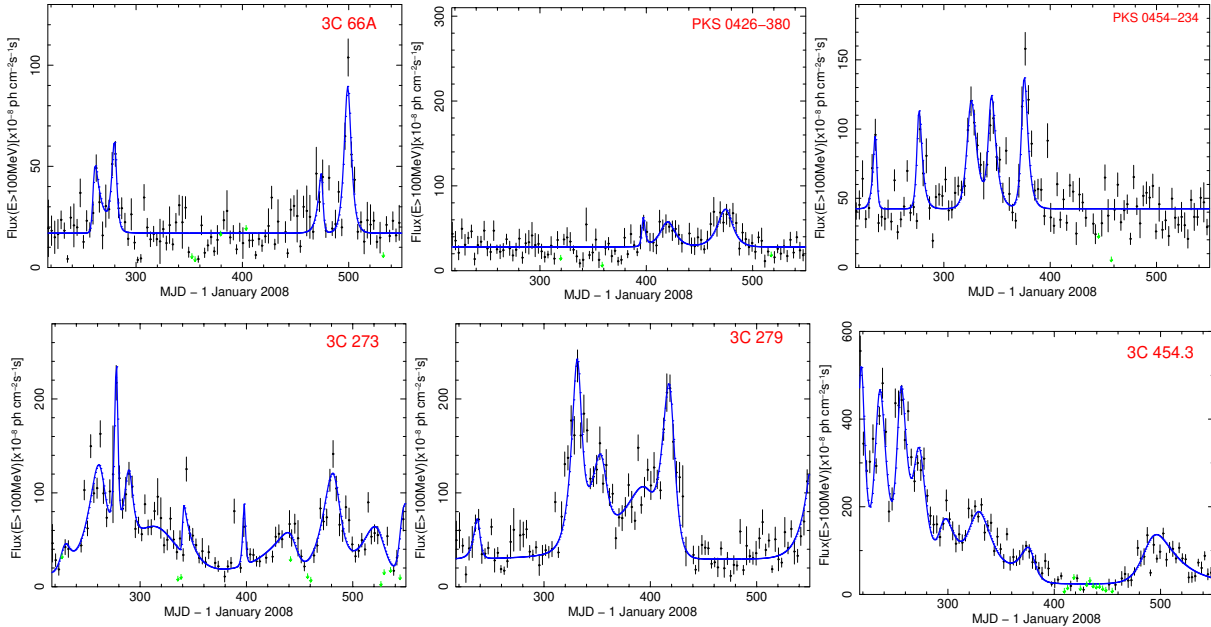 3C 66A
Flux(E>100MeV)[x10⁻⁸ ph cm⁻²s⁻¹s]
0 50 100
300 400 500
MJD − 1 January 2008
PKS 0426−380
Flux(E>100MeV)[x10⁻⁸ ph cm⁻²s⁻¹s]
0 100 200 300
300 400 500
MJD − 1 January 2008
PKS 0454−234
Flux(E>100MeV)[x10⁻⁸ ph cm⁻²s⁻¹s]
0 50 100 150
300 400 500
MJD − 1 January 2008
3C 273
Flux(E>100MeV)[x10⁻⁸ ph cm⁻²s⁻¹s]
0 100 200
300 400 500
MJD − 1 January 2008
3C 279
Flux(E>100MeV)[x10⁻⁸ ph cm⁻²s⁻¹s]
0 100 200
300 400 500
MJD − 1 January 2008
3C 454.3
Flux(E>100MeV)[x10⁻⁸ ph cm⁻²s⁻¹s]
0 200 400 600
300 400 500
MJD − 1 January 2008